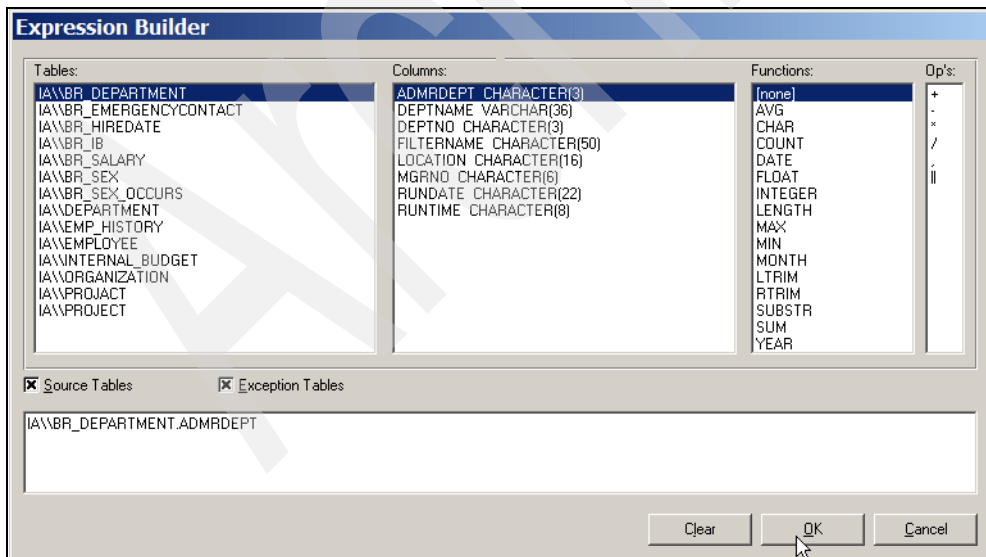 Expression Builder
Tables:
IA\\BR_DEPARTMENT
IA\\BR_EMERGENCYCONTACT
IA\\BR_HIREDATE
IA\\BR_IB
IA\\BR_SALARY
IA\\BR_SEX
IA\\BR_SEX_OCCURS
IA\\DEPARTMENT
IA\\EMP_HISTORY
IA\\EMPLOYEE
IA\\INTERNAL_BUDGET
IA\\ORGANIZATION
IA\\PROJACT
IA\\PROJECT
Columns:
ADMRDEPT CHARACTER(3)
DEPTNAME VARCHAR(36)
DEPTNO CHARACTER(3)
FILTERNAME CHARACTER(50)
LOCATION CHARACTER(16)
MGRNO CHARACTER(6)
RUNDATE CHARACTER(22)
RUNTIME CHARACTER(8)
Functions:
[none]
AVG
CHAR
COUNT
DATE
FLOAT
INTEGER
LENGTH
MAX
MIN
MONTH
LTRIM
RTRIM
SUBSTR
SUM
YEAR
Op's:
+
-
*
/
,
||
Source Tables
Exception Tables
IA\\BR_DEPARTMENT.ADMRDEPT
Clear
OK
Cancel